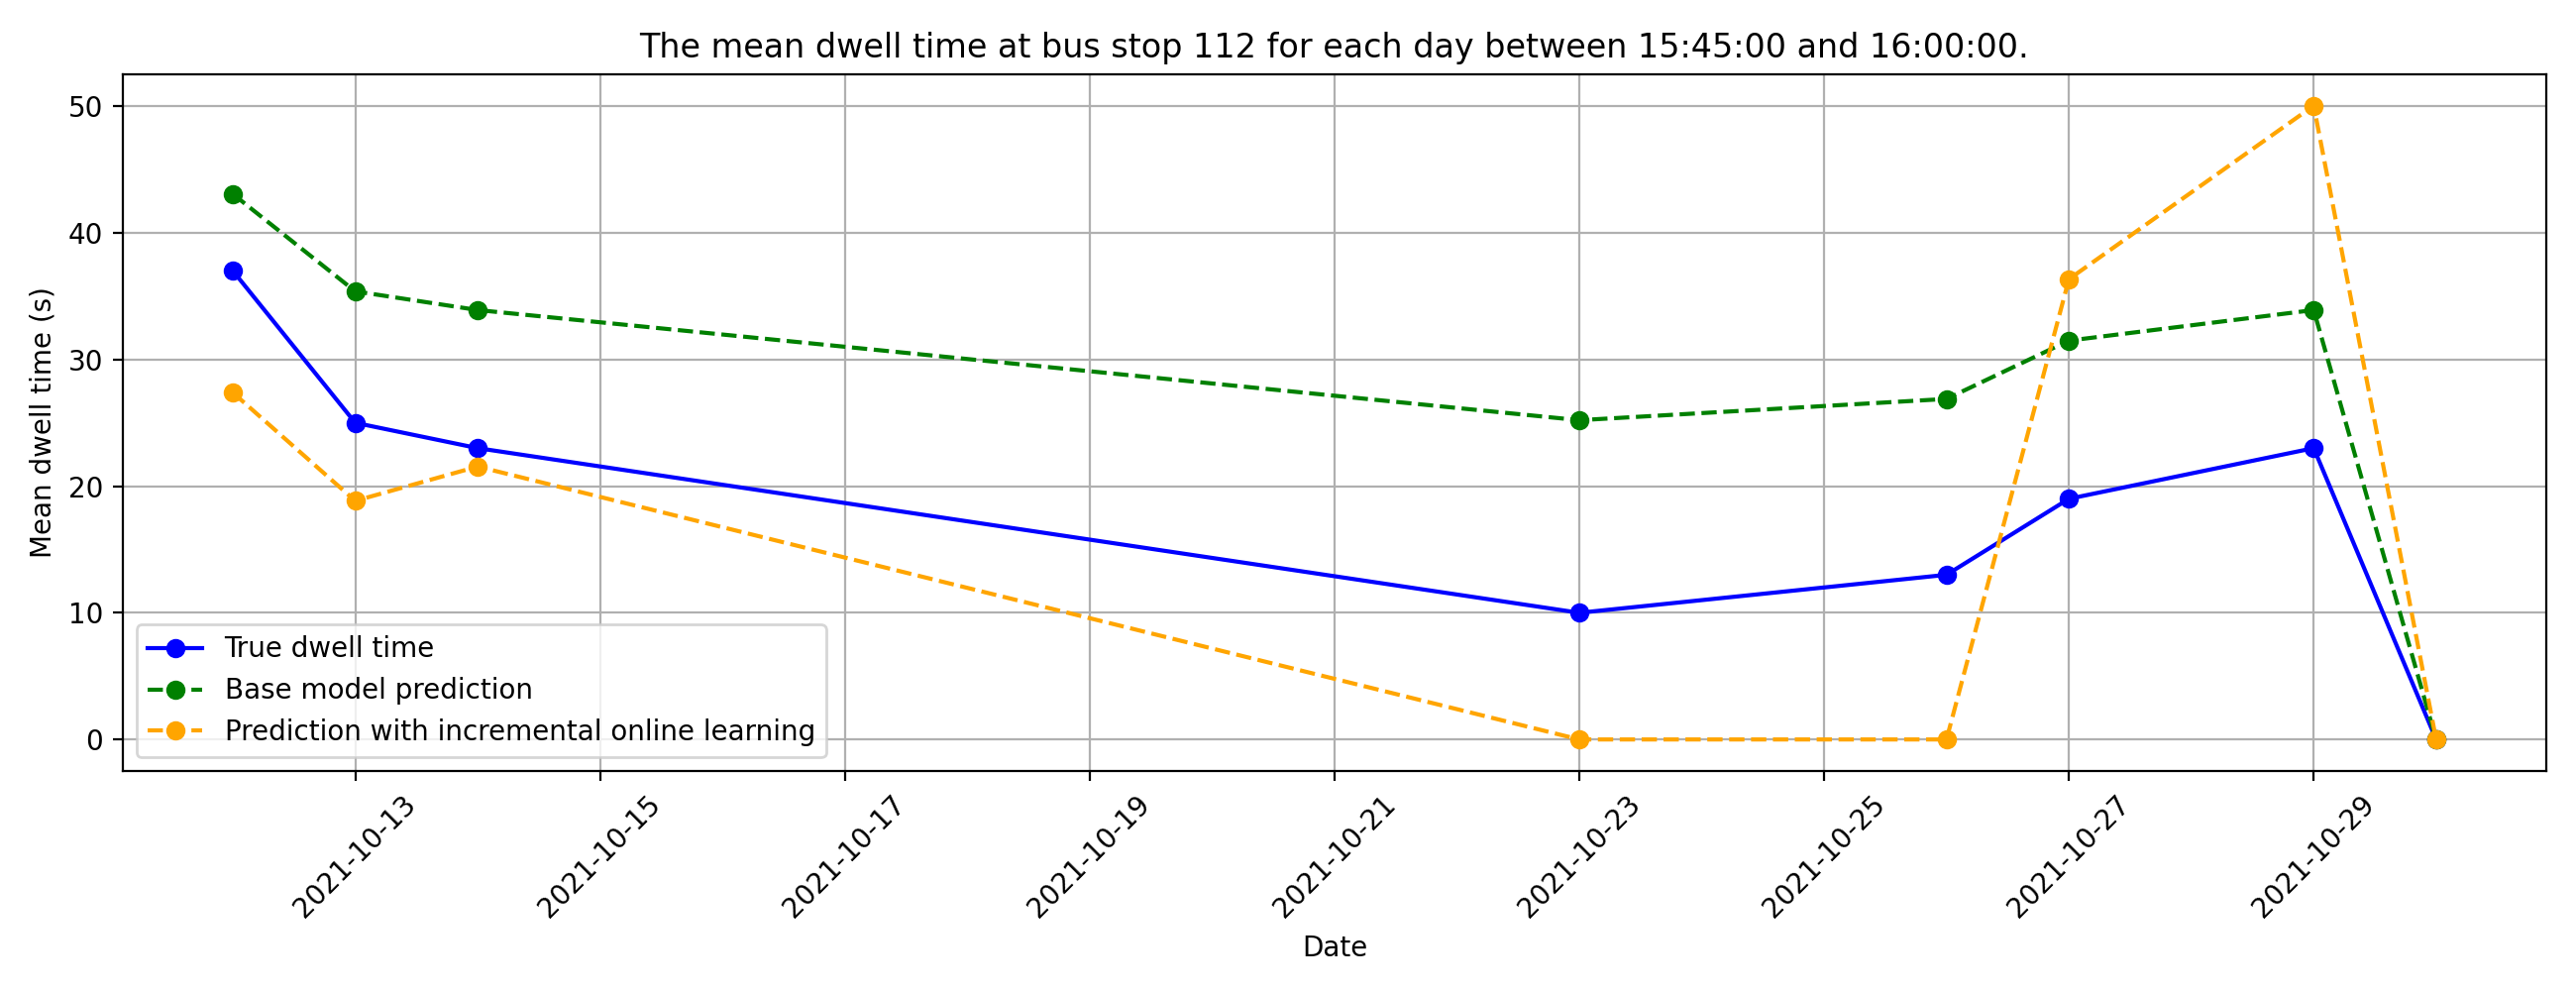 The mean dwell time at bus stop 112 for each day between 15:45:00 and 16:00:00.
Mean dwell time (s)
50
40
30
20
10
0
True dwell time
Base model prediction
Prediction with incremental online learning
2021-10-13
2021-10-15
2021-10-17
2021-10-19
2021-10-21
2021-10-23
2021-10-25
2021-10-27
2021-10-29
Date